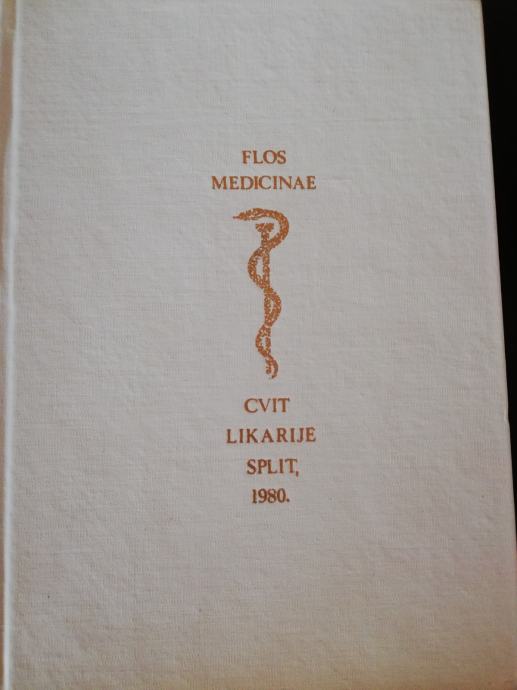 FLOS
MEDICINAE
CVIT
LIKARIJE
SPLIT,
1980.